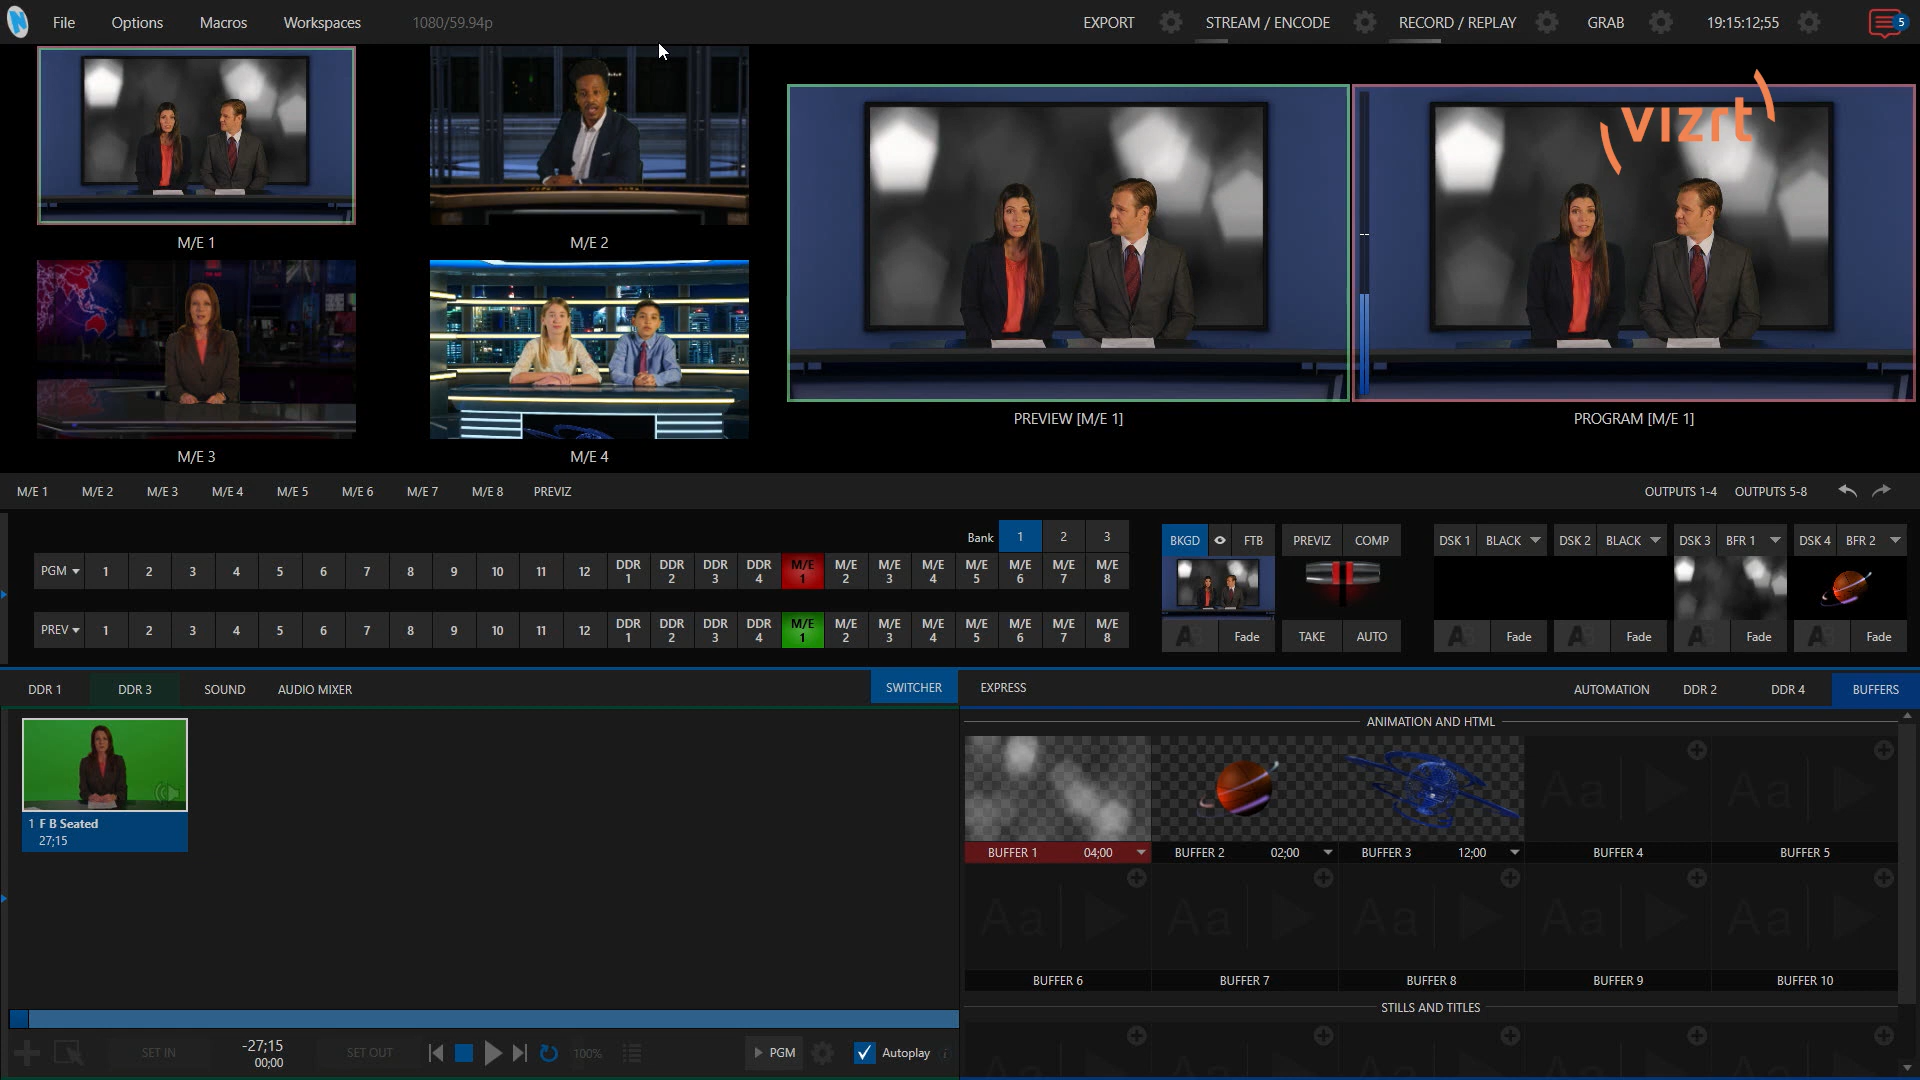 File Options Macros Workspaces 1080/59.94p EXPORT STREAM / ENCODE RECORD / REPLAY GRAB 19:15:12;55 5
vizrt
M/E 1 M/E 2
PREVIEW [M/E 1] PROGRAM [M/E 1]
M/E 3 M/E 4
M/E 1 M/E 2 M/E 3 M/E 4 M/E 5 M/E 6 M/E 7 M/E 8 PREVIZ OUTPUTS 1-4 OUTPUTS 5-8
Bank 1 2 3
BKGD FTB PREVIZ COMP DSK 1 BLACK DSK 2 BLACK DSK 3 BFR 1 DSK 4 BFR 2
PGM 1 2 3 4 5 6 7 8 9 10 11 12 DDR 1 DDR 2 DDR 3 DDR 4 M/E 1 M/E 2 M/E 3 M/E 4 M/E 5 M/E 6 M/E 7 M/E 8
PREV 1 2 3 4 5 6 7 8 9 10 11 12 DDR 1 DDR 2 DDR 3 DDR 4 M/E 1 M/E 2 M/E 3 M/E 4 M/E 5 M/E 6 M/E 7 M/E 8
Fade TAKE AUTO Fade Fade Fade Fade
DDR 1 DDR 3 SOUND AUDIO MIXER SWITCHER EXPRESS AUTOMATION DDR 2 DDR 4 BUFFERS
ANIMATION AND HTML
1 F B Seated
27;15
Aa Aa
BUFFER 1 04;00 BUFFER 2 02;00 BUFFER 3 12;00 BUFFER 4 BUFFER 5
Aa Aa Aa Aa Aa
BUFFER 6 BUFFER 7 BUFFER 8 BUFFER 9 BUFFER 10
STILLS AND TITLES
SET IN -27;15 SET OUT 100% PGM Autoplay
00;00